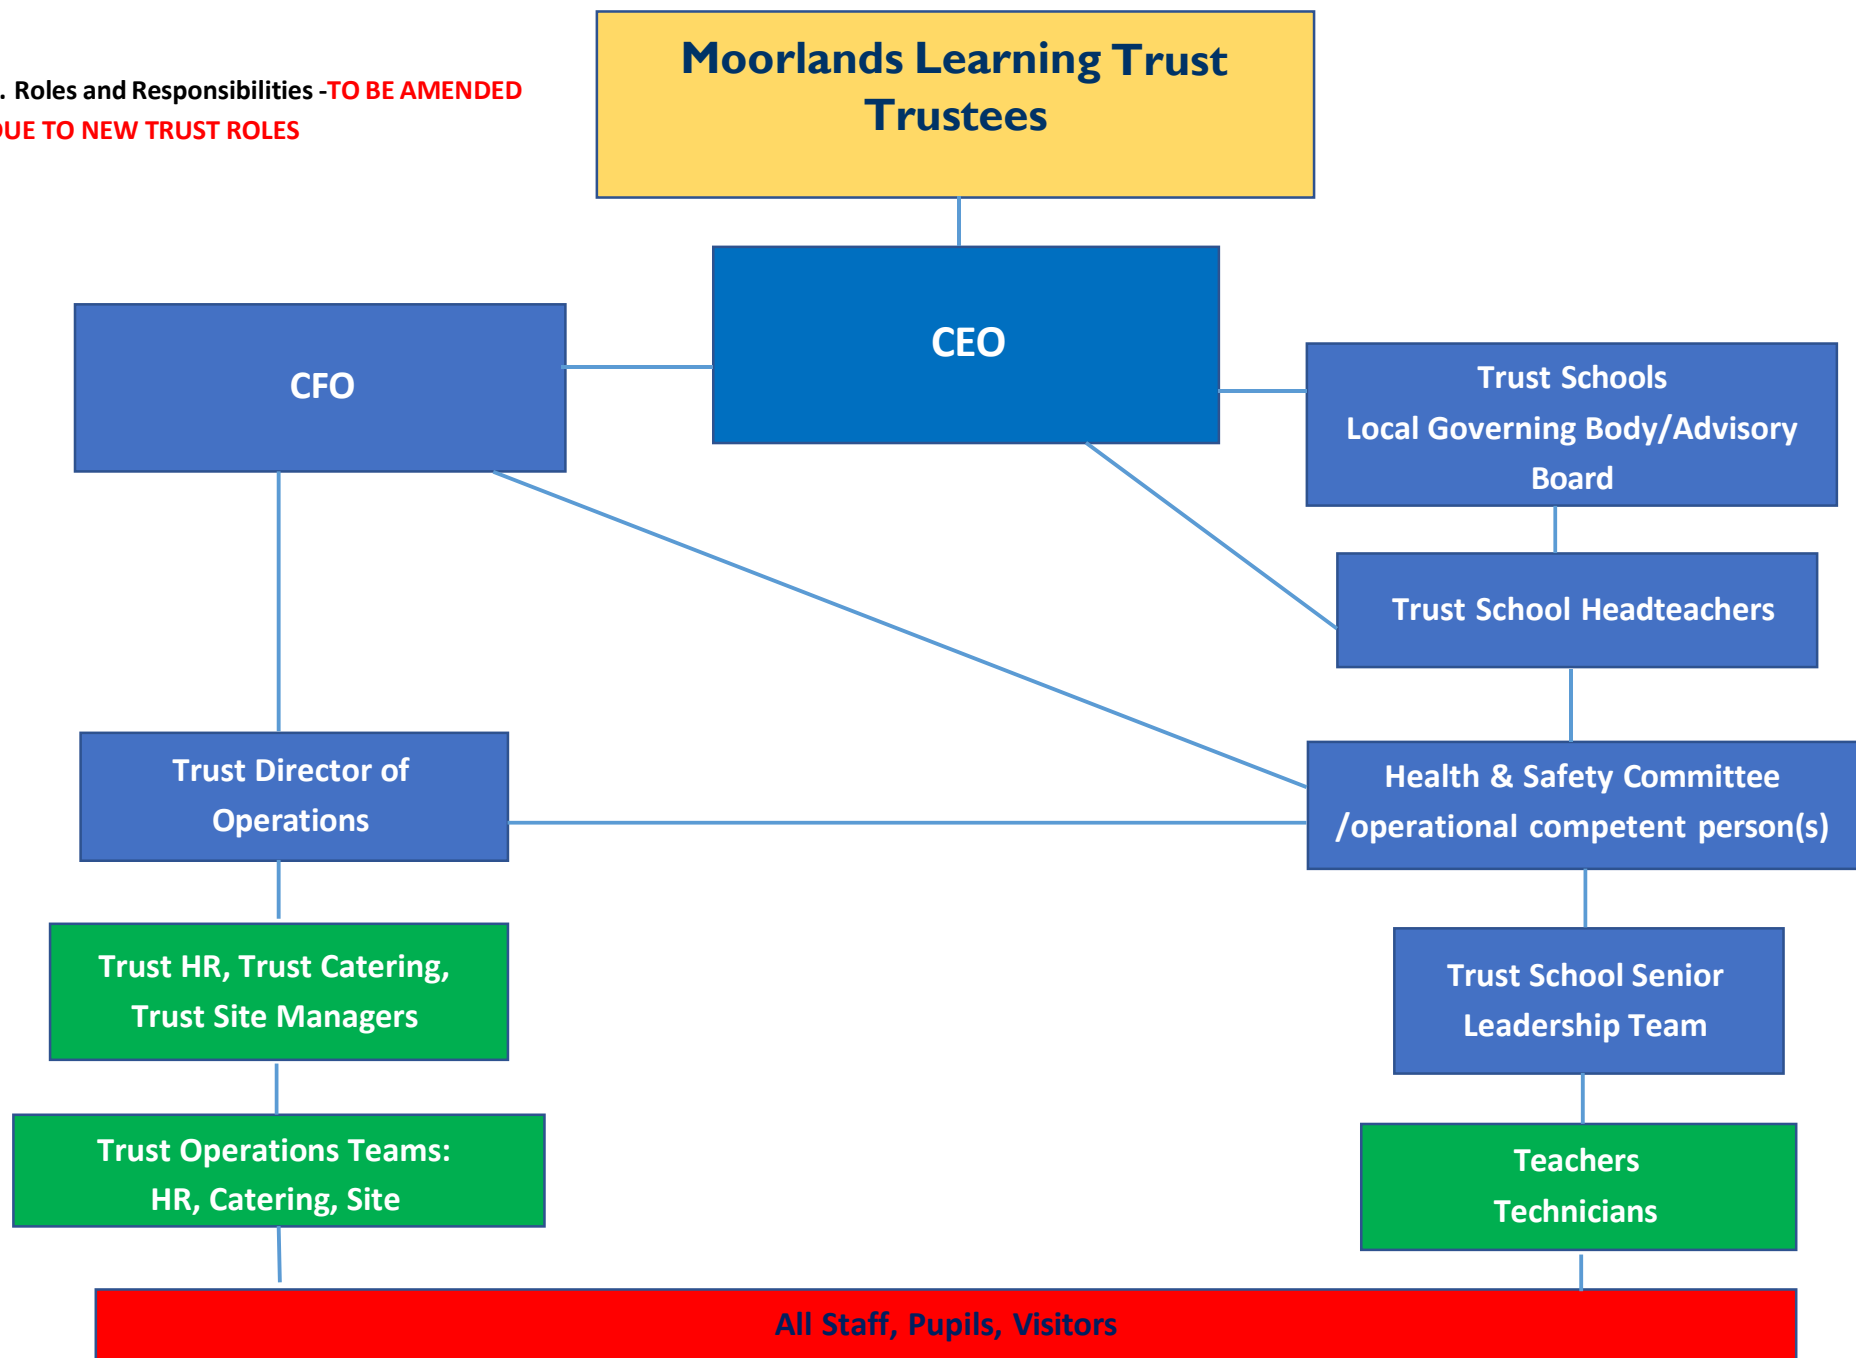 . Roles and Responsibilities -TO BE AMENDED
DUE TO NEW TRUST ROLES
Moorlands Learning Trust
Trustees
CEO
CFO
Trust Schools
Local Governing Body/Advisory
Board
Trust School Headteachers
Trust Director of
Operations
Health & Safety Committee
/operational competent person(s)
Trust HR, Trust Catering,
Trust Site Managers
Trust School Senior
Leadership Team
Trust Operations Teams:
HR, Catering, Site
Teachers
Technicians
All Staff, Pupils, Visitors